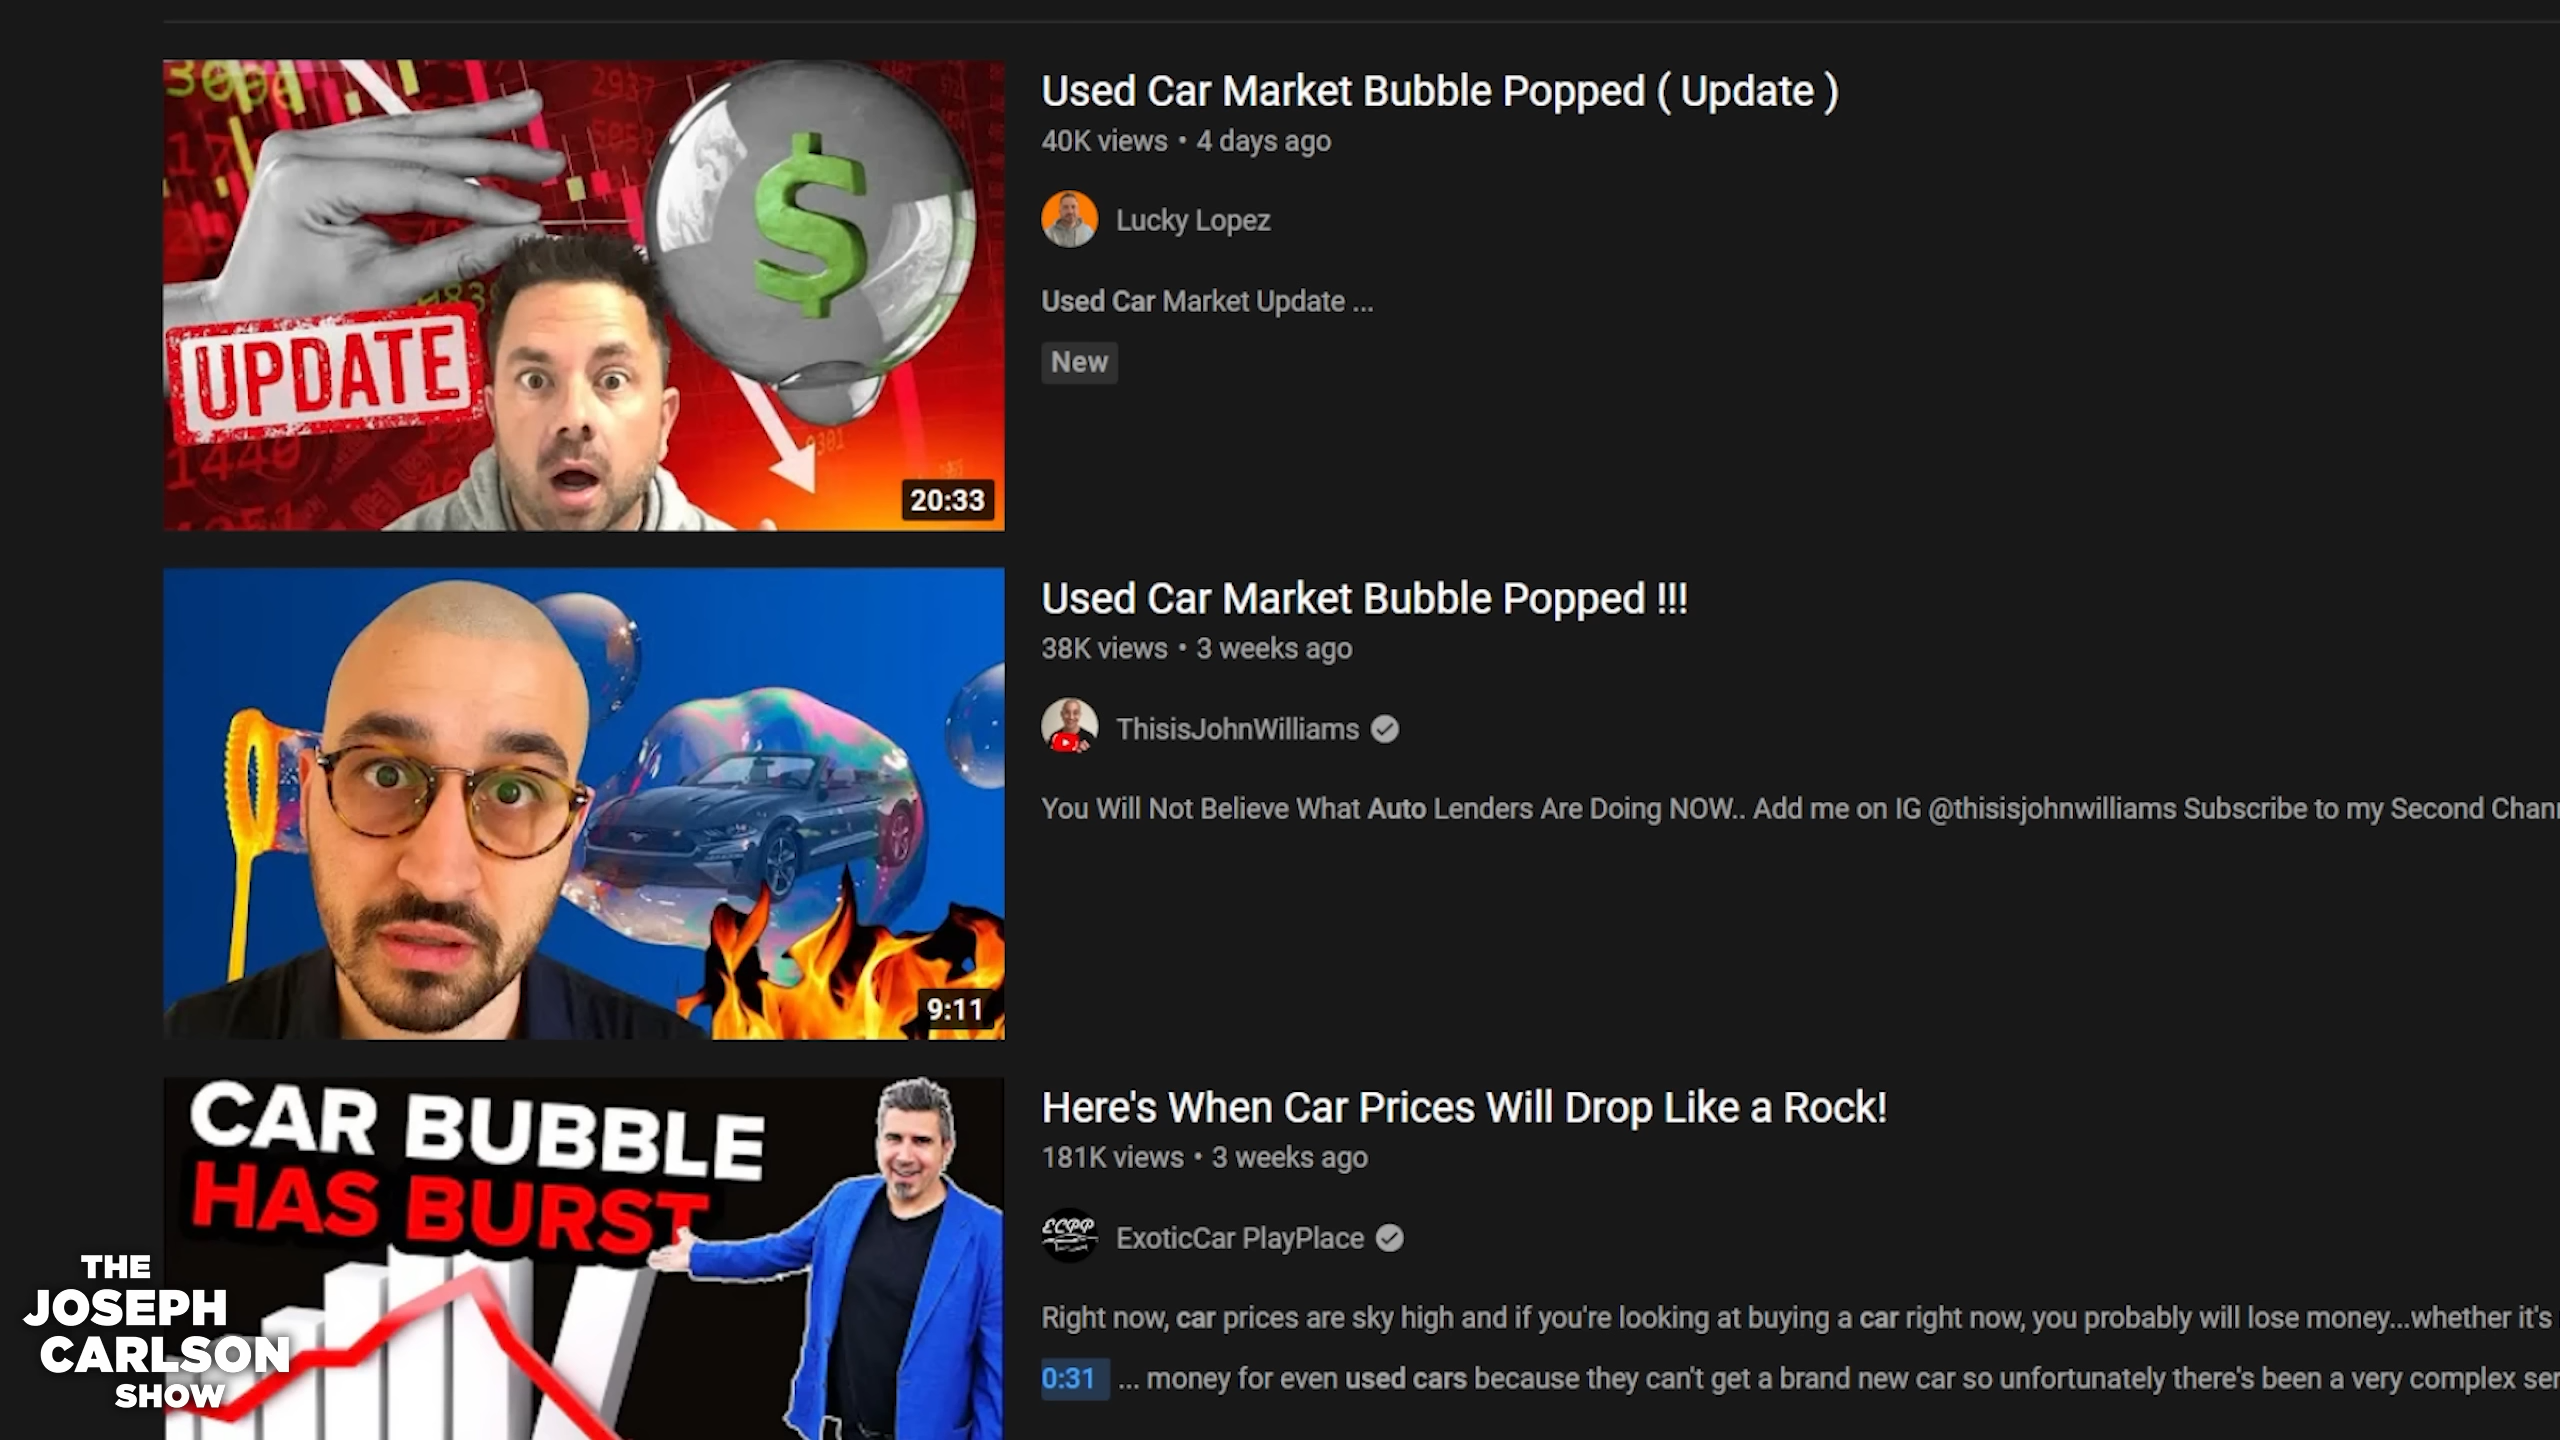 Used Car Market Bubble Popped ( Update )
40K views • 4 days ago
Lucky Lopez
Used Car Market Update ...
New
UPDATE
$
20:33
Used Car Market Bubble Popped !!!
38K views • 3 weeks ago
ThisisJohnWilliams
You Will Not Believe What Auto Lenders Are Doing NOW.. Add me on IG @thisisjohnwilliams Subscribe to my Second
9:11
Here's When Car Prices Will Drop Like a Rock!
181K views • 3 weeks ago
ECPP
ExoticCar PlayPlace
Right now, car prices are sky high and if you're looking at buying a car right now, you probably will lose money...whether it's
0:31 ... money for even used cars because they can't get a brand new car so unfortunately there's been a very complex
CAR BUBBLE
HAS BURST
THE
JOSEPH
CARLSON
SHOW